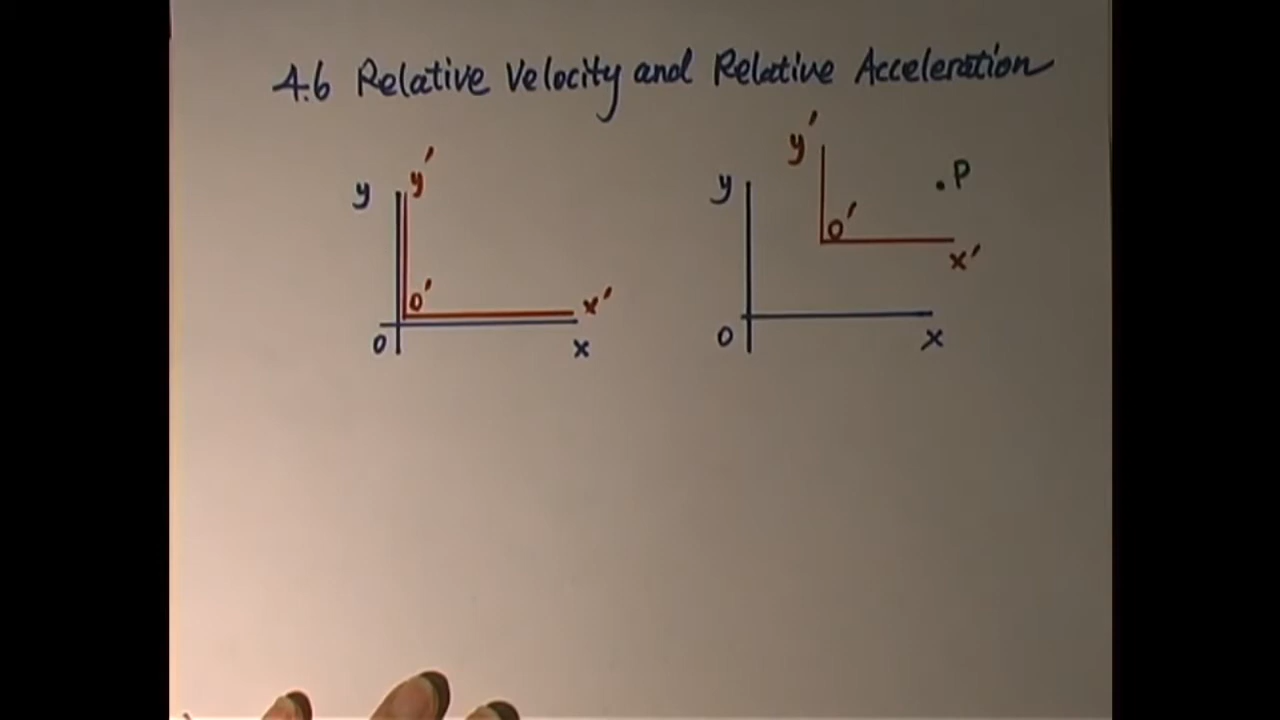 4.6 Relative Velocity and Relative Acceleration
y y'
O' x'
O x
y' P
y O' x'
O x